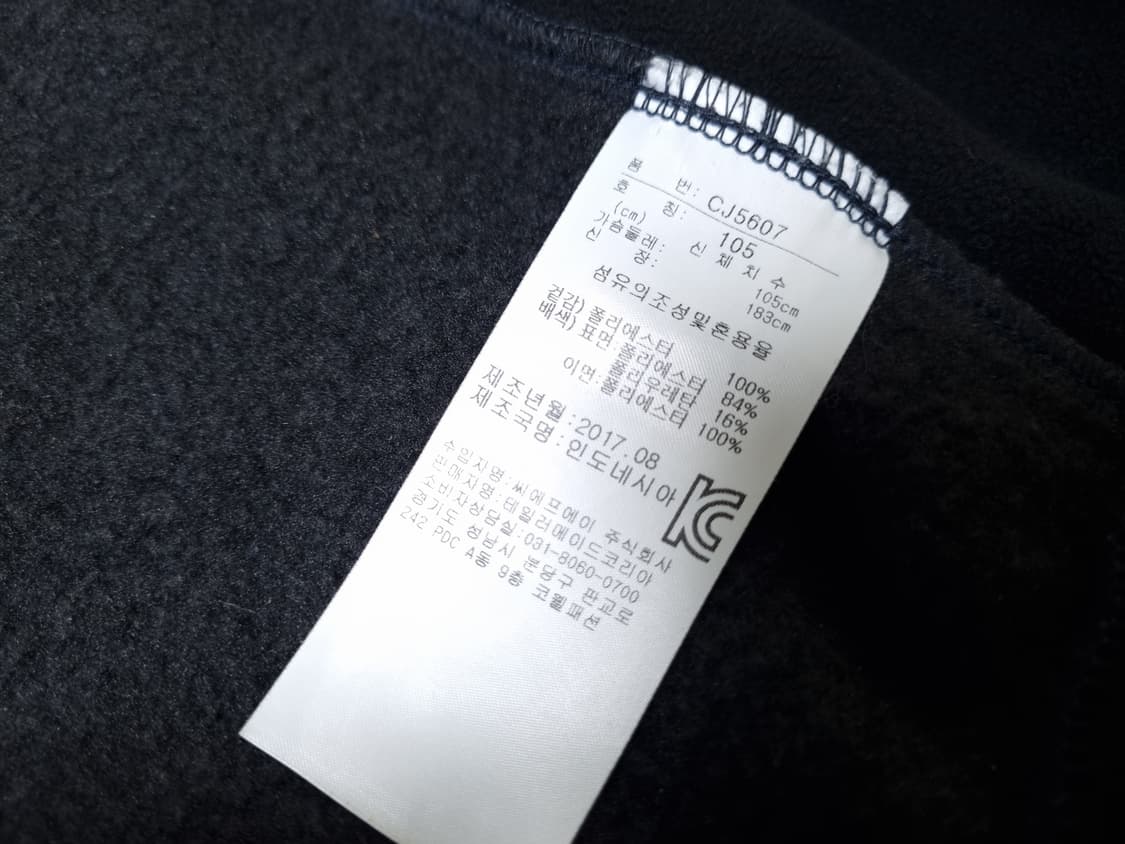 품 번: CJ5607
호 칭: 105
(cm) 신 체 치 수
가슴둘레: 105cm
신 장: 183cm
섬유의조성및혼용율
겉감) 폴리에스터 100%
배색) 표면:폴리에스터 84%
폴리우레탄 16%
이면:폴리에스터 100%
제조년월:2017.08
제조국명:인도네시아
KC
수입자명:씨에프에이 주식회사
판매자명:테일러메이드코리아
소비자상담실:031-8060-0700
경기도 성남시 분당구 판교로
242 PDC A동 9층 코웰패션